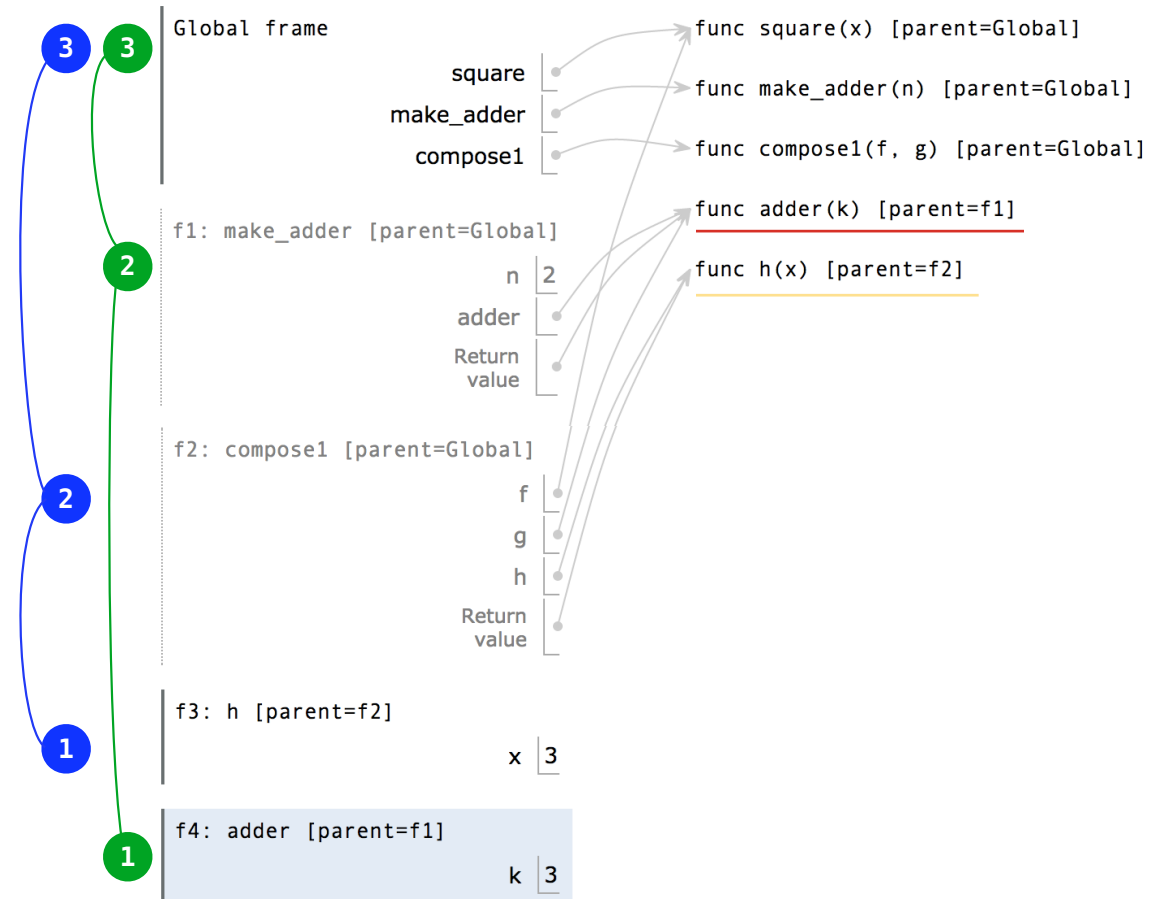 3 3 Global frame func square(x) [parent=Global]
square
make_adder func make_adder(n) [parent=Global]
compose1 func compose1(f, g) [parent=Global]
func adder(k) [parent=f1]
f1: make_adder [parent=Global]
2
n 2 func h(x) [parent=f2]
adder
Return
value
f2: compose1 [parent=Global]
2
f
g
h
Return
value
f3: h [parent=f2]
1
x 3
f4: adder [parent=f1]
1
k 3